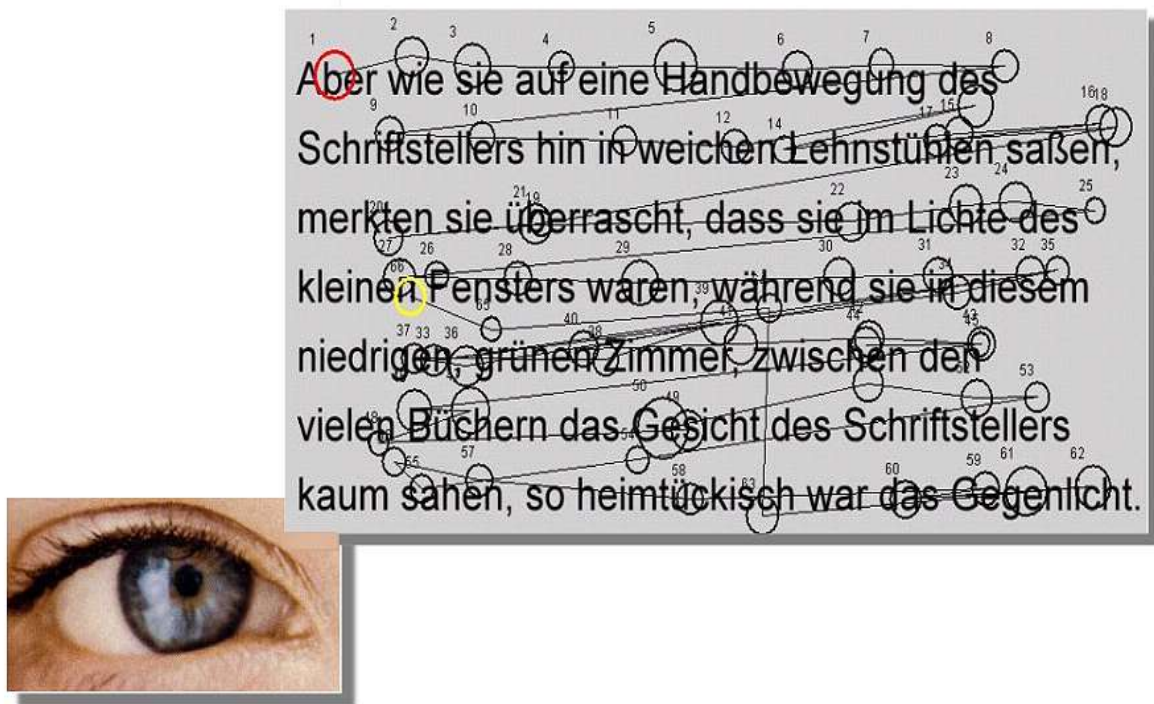 Aber wie sie auf eine Handbewegung des
Schriftstellers hin in weichen Lehnstühlen saßen,
merkten sie überrascht, dass sie im Lichte des
kleinen Fensters waren, während sie in diesem
niedrigen, grünen Zimmer, zwischen den
vielen Büchern das Gesicht des Schriftstellers
kaum sahen, so heimtückisch war das Gegenlicht.